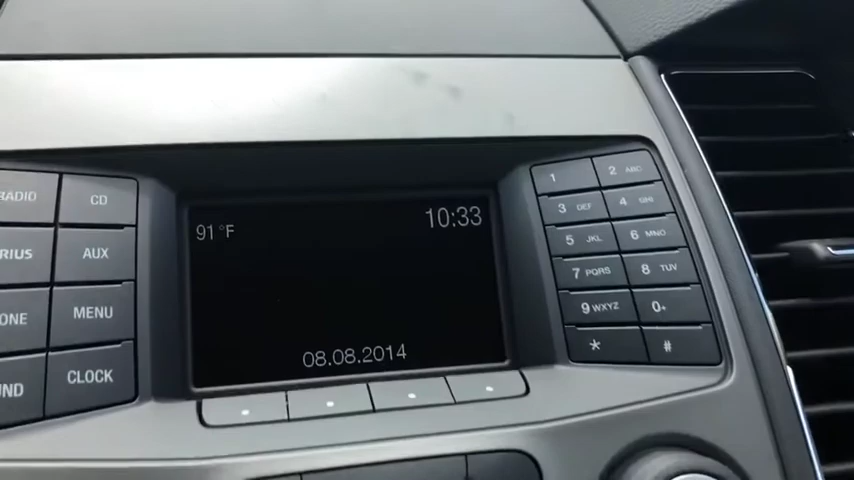 RADIO
CD
RIUS
AUX
ONE
MENU
UND
CLOCK
91°F
10:33
08.08.2014
1
2 ABC
3 DEF
4 GHI
5 JKL
6 MNO
7 PQRS
8 TUV
9 WXYZ
0
*
#